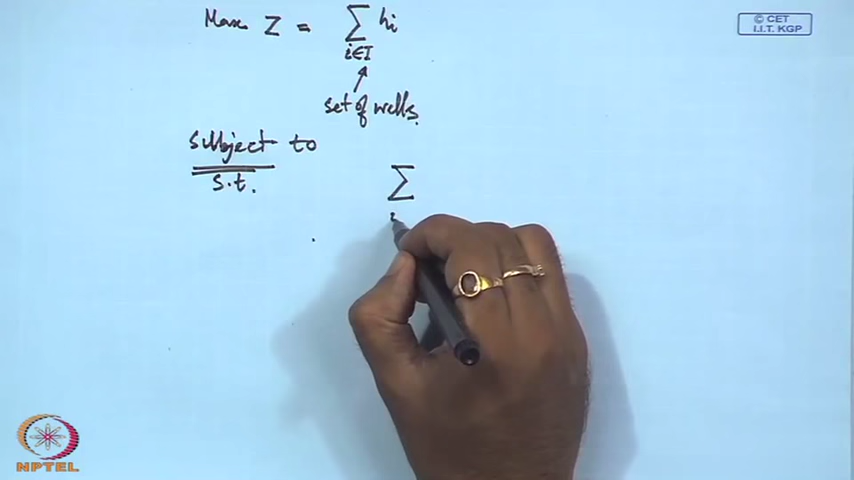 Max Z = Σ hi
i∈I
set of wells.
subject to
s.t.
Σ
i
© CET
I.I.T. KGP
NPTEL